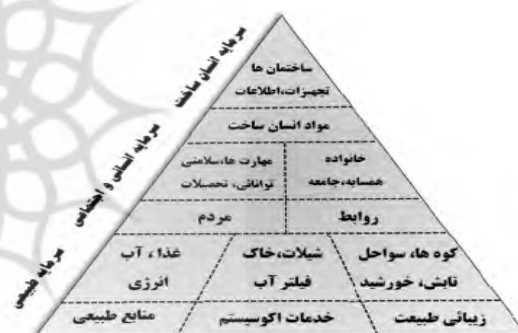 سرمایه انسان ساخت
سرمایه انسانی و اجتماعی
سرمایه طبیعی
ساختمان ها
تجهیزات،اطلاعات
مواد انسان ساخت
خانواده
همسایه،جامعه
مهارت ها،سلامتی
توانائی، تحصیلات
روابط
مردم
کوه ها، سواحل
تابش، خورشید
شیلات،خاک
فیلتر آب
غذا، آب
انرژی
زیبائی طبیعت
خدمات اکوسیستم
منابع طبیعی